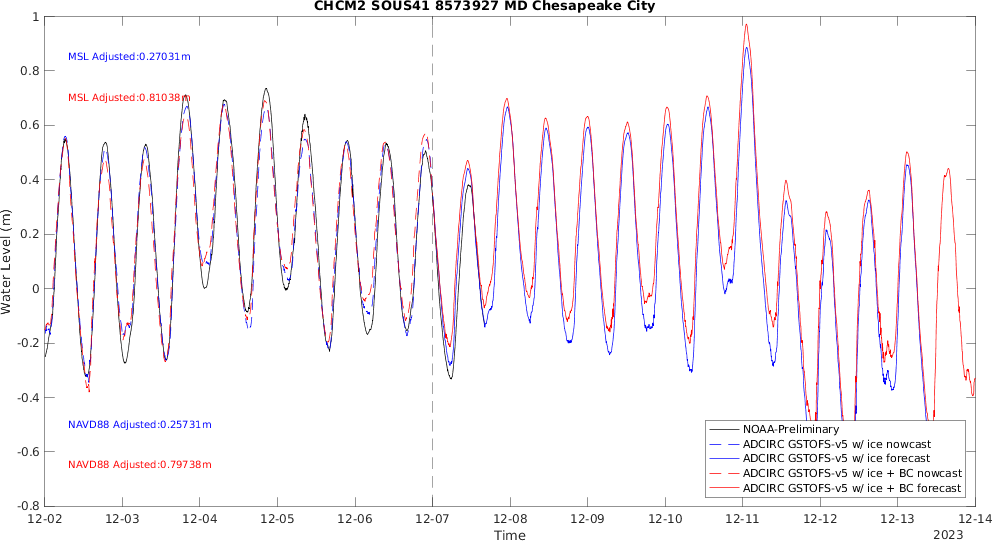 CHCM2 SOUS41 8573927 MD Chesapeake City
1
0.8
0.6
0.4
0.2
0
-0.2
-0.4
-0.6
-0.8
Water Level (m)
MSL Adjusted:0.27031m
MSL Adjusted:0.81038m
NAVD88 Adjusted:0.25731m
NAVD88 Adjusted:0.79738m
NOAA-Preliminary
ADCIRC GSTOFS-v5 w/ ice nowcast
ADCIRC GSTOFS-v5 w/ ice forecast
ADCIRC GSTOFS-v5 w/ ice + BC nowcast
ADCIRC GSTOFS-v5 w/ ice + BC forecast
12-02 12-03 12-04 12-05 12-06 12-07 12-08 12-09 12-10 12-11 12-12 12-13 12-14
Time
2023